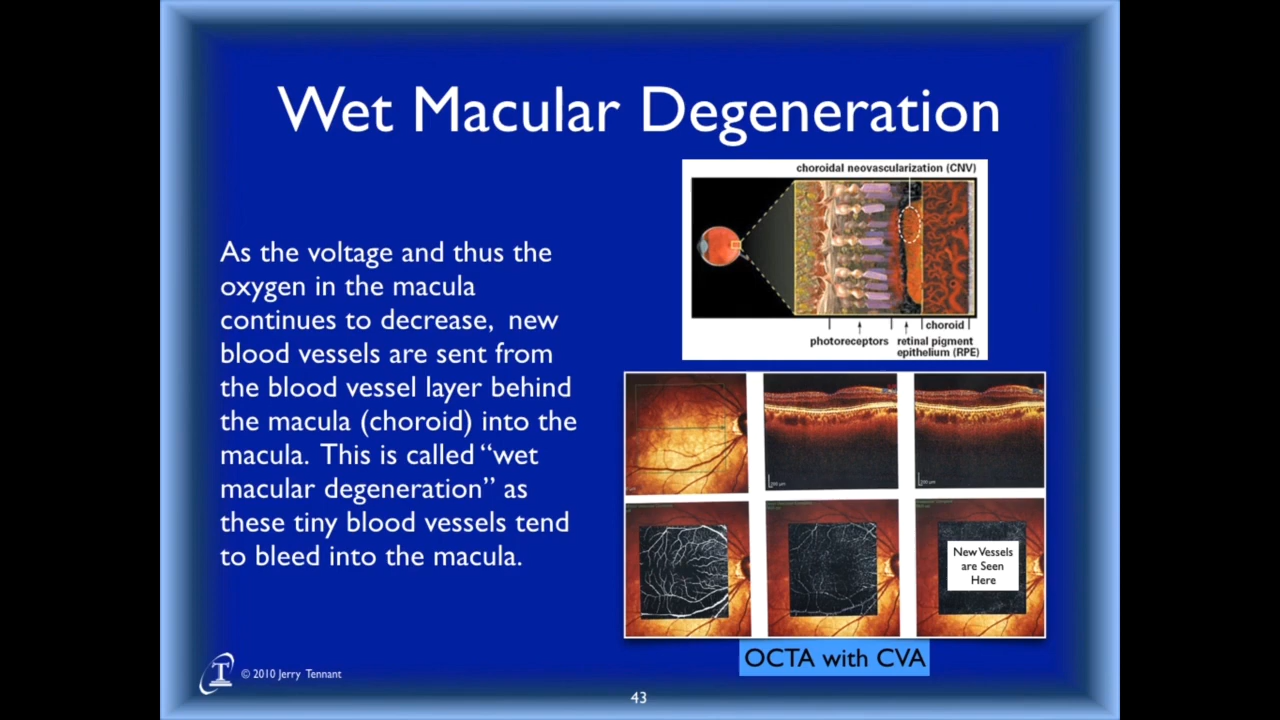 Wet Macular Degeneration
As the voltage and thus the
oxygen in the macula
continues to decrease, new
blood vessels are sent from
the blood vessel layer behind
the macula (choroid) into the
macula. This is called “wet
macular degeneration” as
these tiny blood vessels tend
to bleed into the macula.
choroidal neovascularization (CNV)
choroid
photoreceptors
retinal pigment
epithelium (RPE)
New Vessels
are Seen
Here
OCTA with CVA
T
© 2010 Jerry Tennant
43